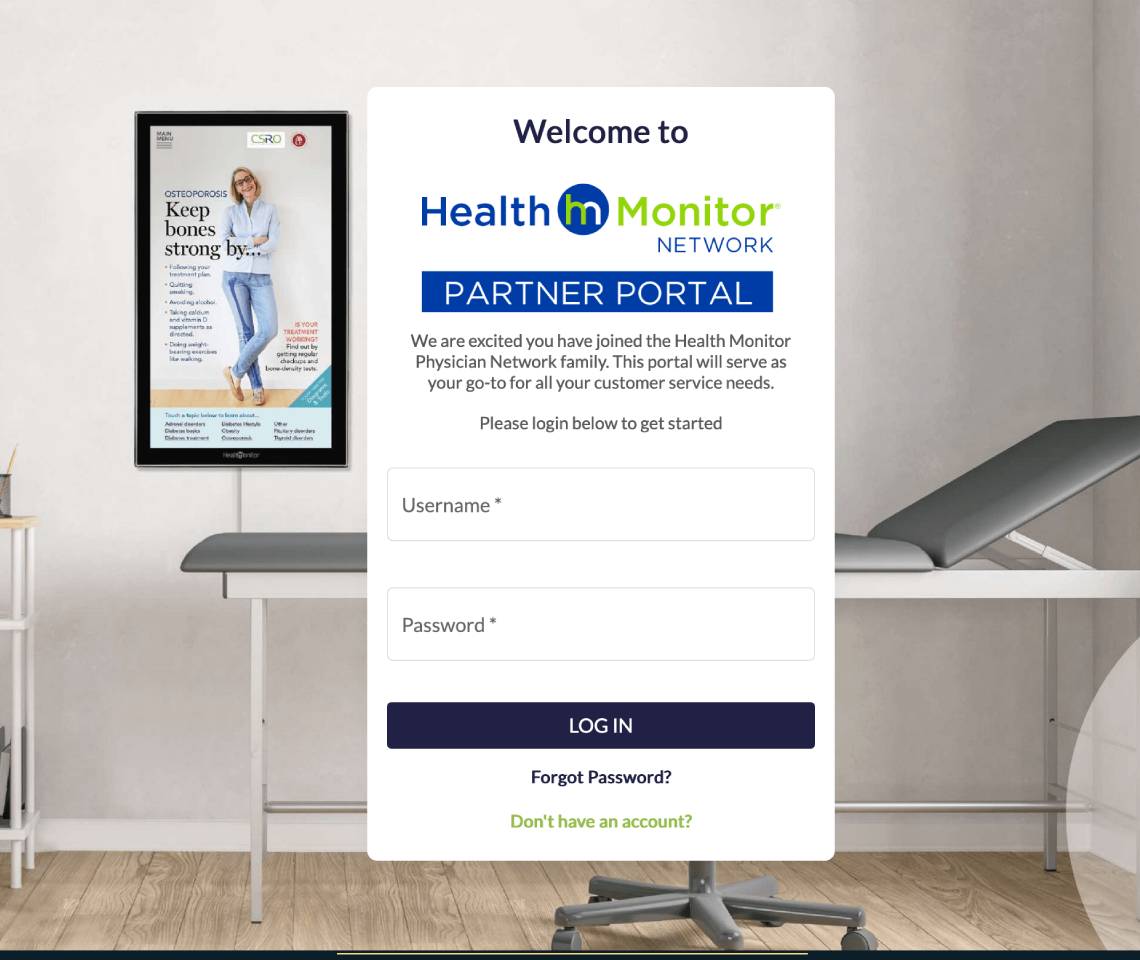 MAIN
MENU
CSRO
OSTEOPOROSIS
Keep
bones
strong by...
• Following your
treatment plan.
• Quitting
smoking.
• Avoiding alcohol.
• Taking calcium
and vitamin D
supplements as
directed.
• Doing weight-
bearing exercises
like walking.
IS YOUR
TREATMENT
WORKING?
Find out by
getting regular
checkups and
bone-density tests.
& Tools
Touch a topic below to learn about...
Adrenal disorders
Diabetes basics
Diabetes treatment
Diabetes lifestyle
Obesity
Osteoporosis
Other
Pituitary disorders
Thyroid disorders
HealthMonitor
Welcome to
Health hm Monitor®
NETWORK
PARTNER PORTAL
We are excited you have joined the Health Monitor
Physician Network family. This portal will serve as
your go-to for all your customer service needs.
Please login below to get started
Username *
Password *
LOG IN
Forgot Password?
Don't have an account?